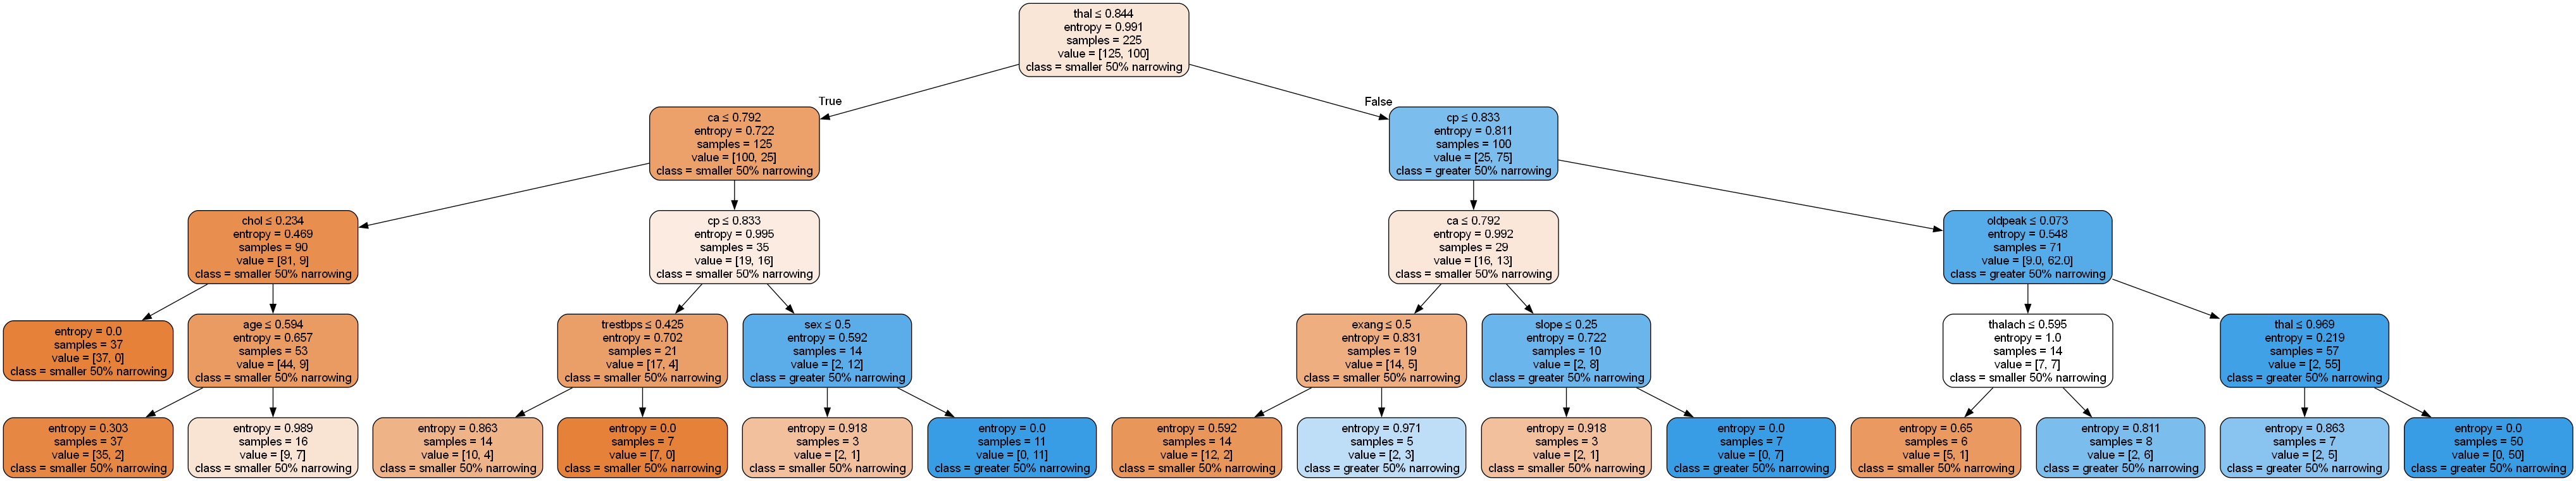 thal ≤ 0.844
entropy = 0.991
samples = 225
value = [125, 100]
class = smaller 50% narrowing
True
False
ca ≤ 0.792
entropy = 0.722
samples = 125
value = [100, 25]
class = smaller 50% narrowing
cp ≤ 0.833
entropy = 0.811
samples = 100
value = [25, 75]
class = greater 50% narrowing
chol ≤ 0.234
entropy = 0.469
samples = 90
value = [81, 9]
class = smaller 50% narrowing
cp ≤ 0.833
entropy = 0.995
samples = 35
value = [19, 16]
class = smaller 50% narrowing
ca ≤ 0.792
entropy = 0.992
samples = 29
value = [16, 13]
class = smaller 50% narrowing
oldpeak ≤ 0.073
entropy = 0.548
samples = 71
value = [9.0, 62.0]
class = greater 50% narrowing
entropy = 0.0
samples = 37
value = [37, 0]
class = smaller 50% narrowing
age ≤ 0.594
entropy = 0.657
samples = 53
value = [44, 9]
class = smaller 50% narrowing
trestbps ≤ 0.425
entropy = 0.702
samples = 21
value = [17, 4]
class = smaller 50% narrowing
sex ≤ 0.5
entropy = 0.592
samples = 14
value = [2, 12]
class = greater 50% narrowing
exang ≤ 0.5
entropy = 0.831
samples = 19
value = [14, 5]
class = smaller 50% narrowing
slope ≤ 0.25
entropy = 0.722
samples = 10
value = [2, 8]
class = greater 50% narrowing
thalach ≤ 0.595
entropy = 1.0
samples = 14
value = [7, 7]
class = smaller 50% narrowing
thal ≤ 0.969
entropy = 0.219
samples = 57
value = [2, 55]
class = greater 50% narrowing
entropy = 0.303
samples = 37
value = [35, 2]
class = smaller 50% narrowing
entropy = 0.989
samples = 16
value = [9, 7]
class = smaller 50% narrowing
entropy = 0.863
samples = 14
value = [10, 4]
class = smaller 50% narrowing
entropy = 0.0
samples = 7
value = [7, 0]
class = smaller 50% narrowing
entropy = 0.918
samples = 3
value = [2, 1]
class = smaller 50% narrowing
entropy = 0.0
samples = 11
value = [0, 11]
class = greater 50% narrowing
entropy = 0.592
samples = 14
value = [12, 2]
class = smaller 50% narrowing
entropy = 0.971
samples = 5
value = [2, 3]
class = greater 50% narrowing
entropy = 0.918
samples = 3
value = [2, 1]
class = smaller 50% narrowing
entropy = 0.0
samples = 7
value = [0, 7]
class = greater 50% narrowing
entropy = 0.65
samples = 6
value = [5, 1]
class = smaller 50% narrowing
entropy = 0.811
samples = 8
value = [2, 6]
class = greater 50% narrowing
entropy = 0.863
samples = 7
value = [2, 5]
class = greater 50% narrowing
entropy = 0.0
samples = 50
value = [0, 50]
class = greater 50% narrowing